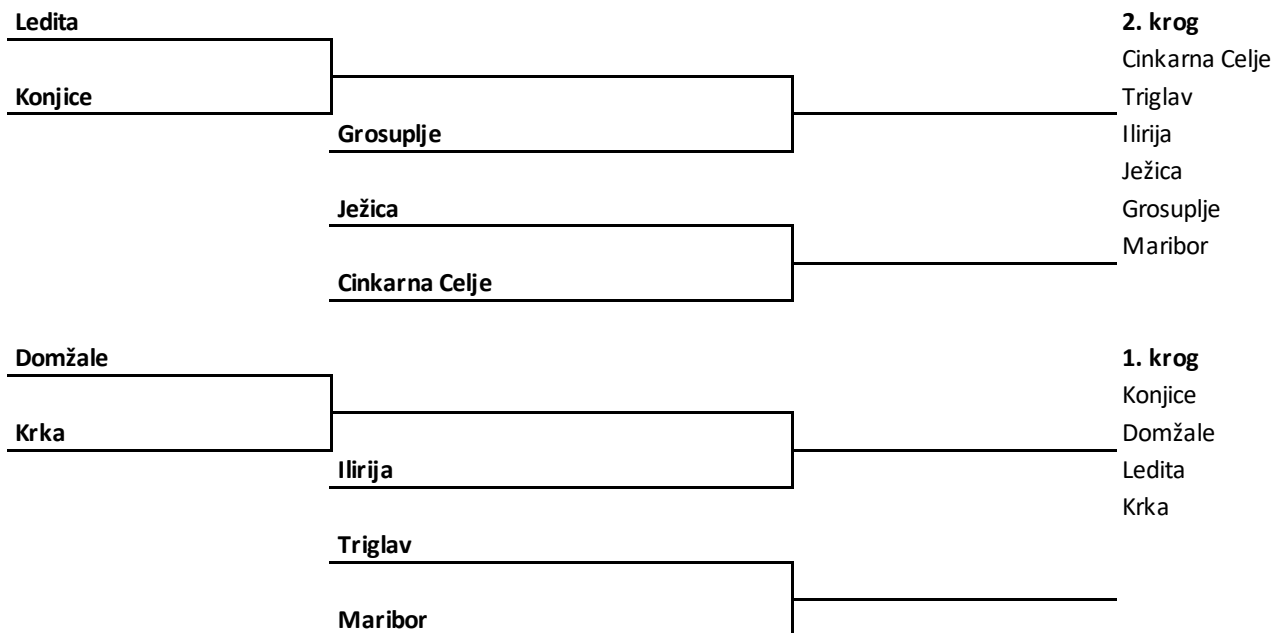 Ledita
Konjice
Grosuplje
Ježica
Cinkarna Celje
Domžale
Krka
Ilirija
Triglav
Maribor
2. krog
Cinkarna Celje
Triglav
Ilirija
Ježica
Grosuplje
Maribor
1. krog
Konjice
Domžale
Ledita
Krka